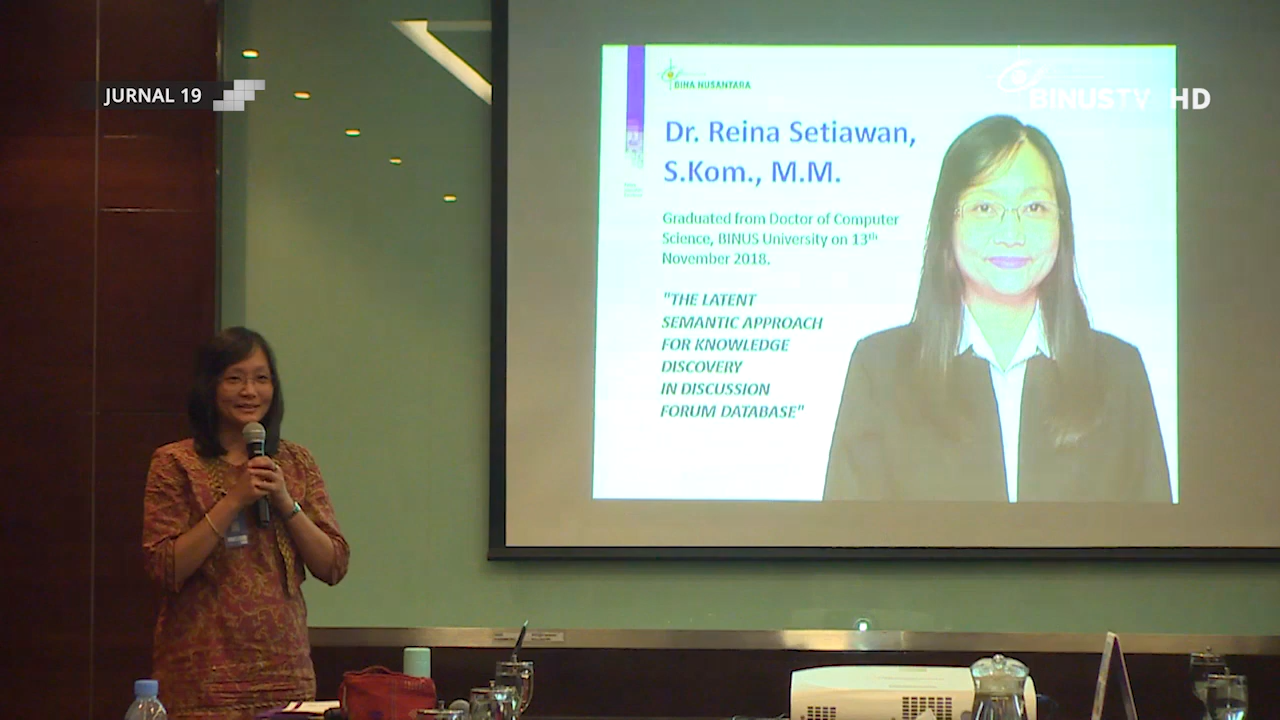 JURNAL 19
BINUSTV HD
BINA NUSANTARA
Dr. Reina Setiawan,
S.Kom., M.M.
Graduated from Doctor of Computer
Science, BINUS University on 13th
November 2018.
"THE LATENT
SEMANTIC APPROACH
FOR KNOWLEDGE
DISCOVERY
IN DISCUSSION
FORUM DATABASE"